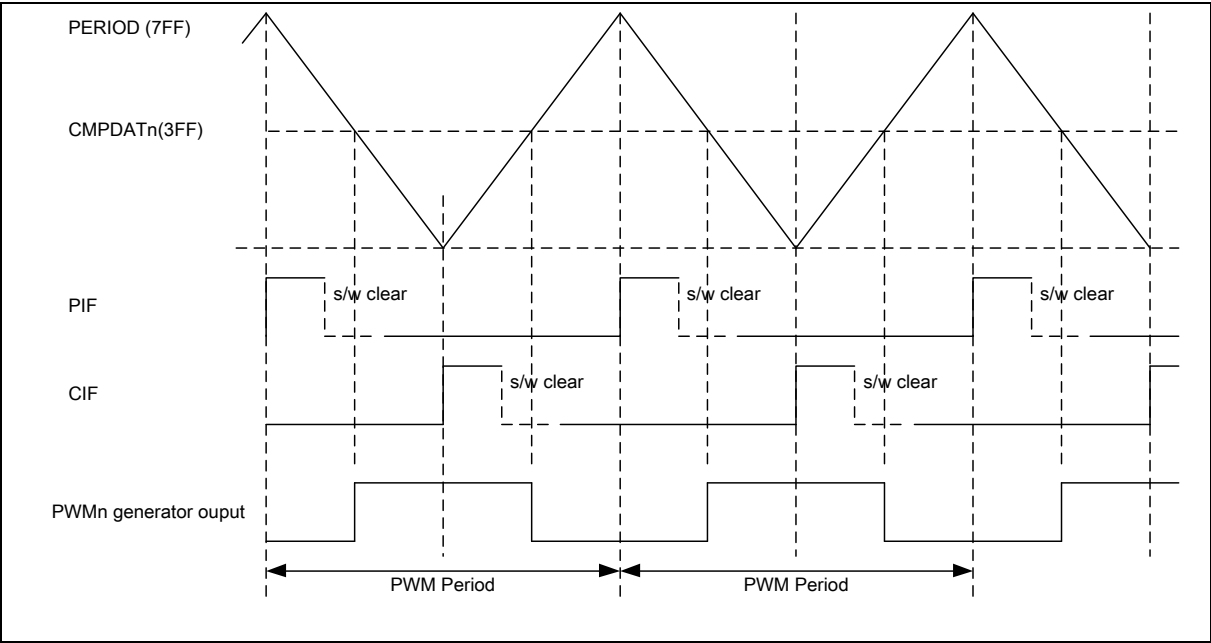 PERIOD (7FF)
CMPDATn(3FF)
PIF
s/w clear
s/w clear
s/w clear
CIF
s/w clear
s/w clear
PWMn generator ouput
PWM Period
PWM Period